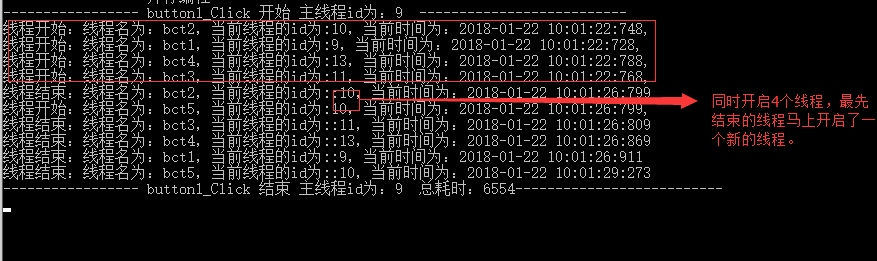 ----------------- button1_Click 开始 主线程id为：9  --------------------------
线程开始：线程名为：bct2，当前线程的id为:10，当前时间为：2018-01-22 10:01:22:748,
线程开始：线程名为：bct1，当前线程的id为:9，当前时间为：2018-01-22 10:01:22:728,
线程开始：线程名为：bct4，当前线程的id为:13，当前时间为：2018-01-22 10:01:22:788,
线程开始：线程名为：bct3，当前线程的id为:11，当前时间为：2018-01-22 10:01:22:768,
线程结束：线程名为：bct2，当前线程的id为::10，当前时间为：2018-01-22 10:01:26:799
线程开始：线程名为：bct5，当前线程的id为:10，当前时间为：2018-01-22 10:01:26:799,
线程结束：线程名为：bct3，当前线程的id为::11，当前时间为：2018-01-22 10:01:26:809
线程结束：线程名为：bct4，当前线程的id为::13，当前时间为：2018-01-22 10:01:26:869
线程结束：线程名为：bct1，当前线程的id为::9，当前时间为：2018-01-22 10:01:26:911
线程结束：线程名为：bct5，当前线程的id为::10，当前时间为：2018-01-22 10:01:29:273
----------------- button1_Click 结束 主线程id为：9  总耗时：6554--------------------------
同时开启4个线程，最先
结束的线程马上开启了一
个新的线程。